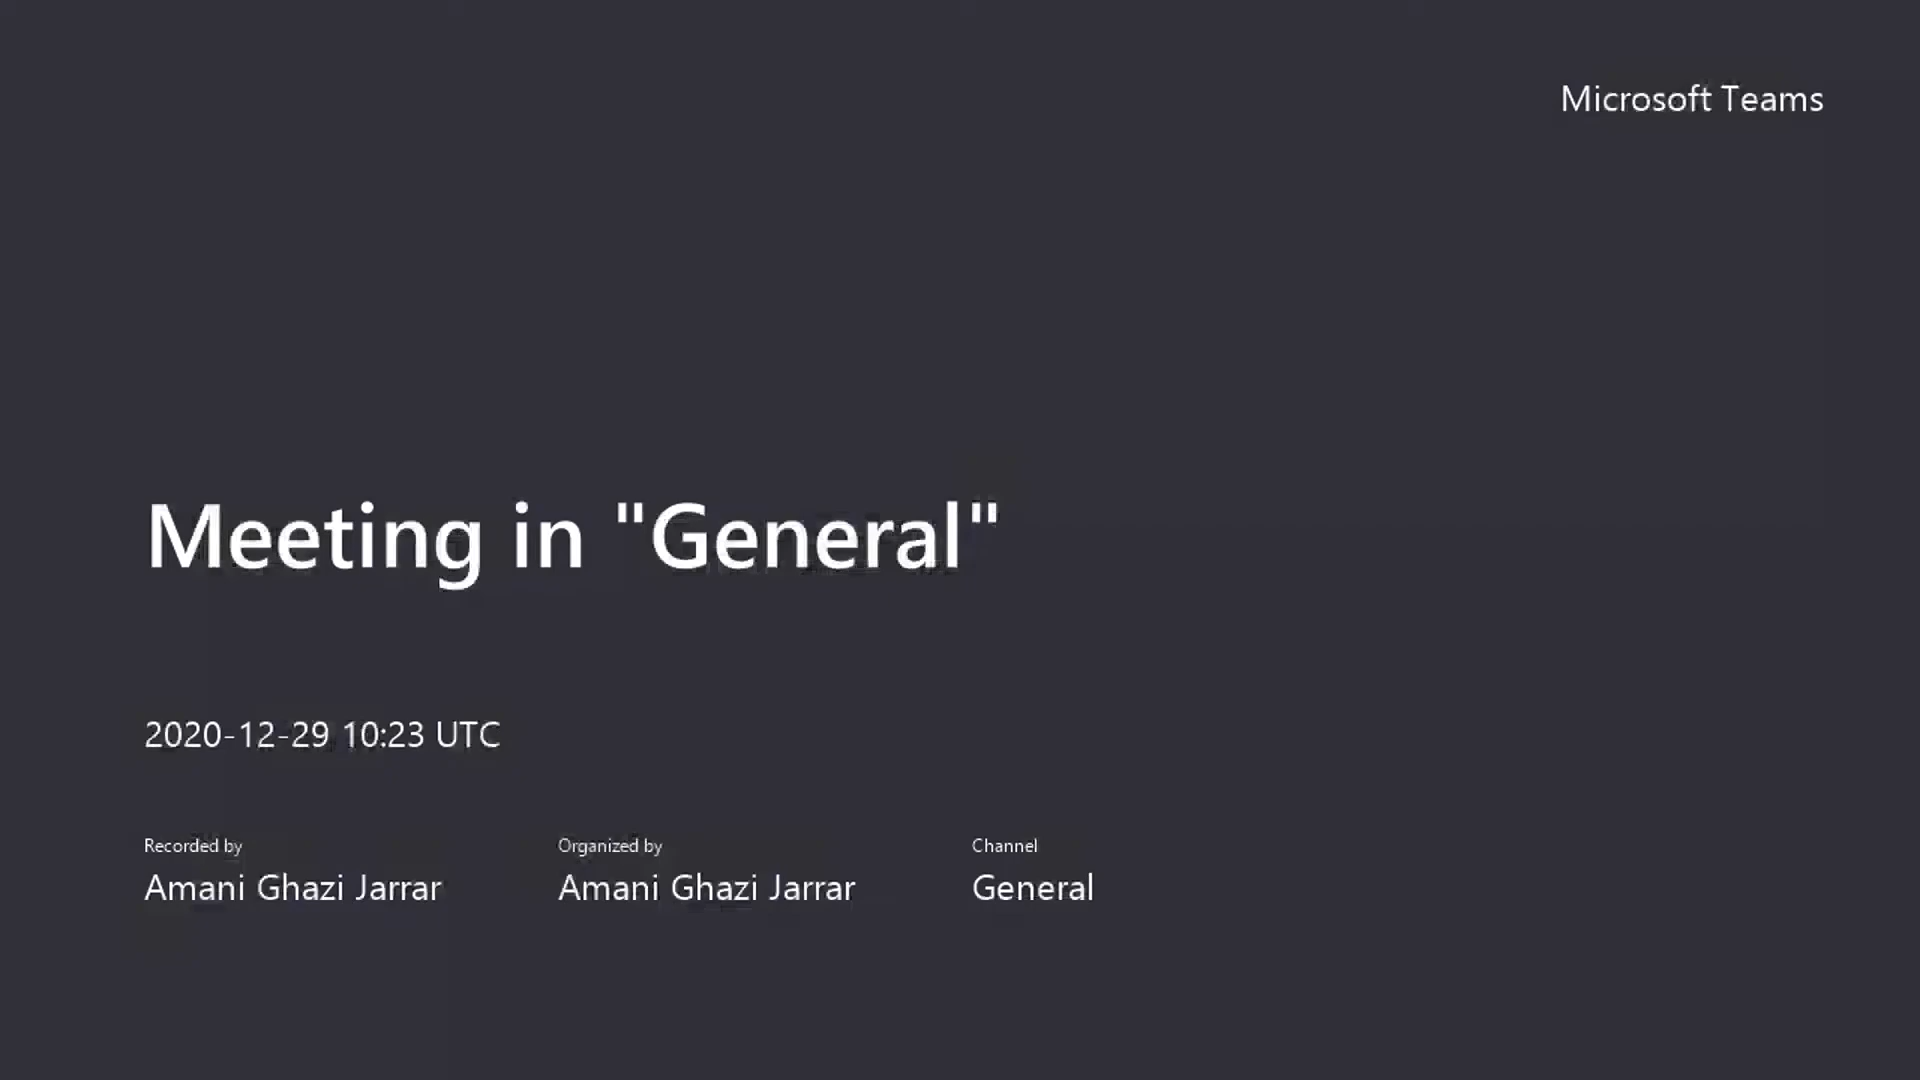 Microsoft Teams
Meeting in "General"
2020-12-29 10:23 UTC
Recorded by
Amani Ghazi Jarrar
Organized by
Amani Ghazi Jarrar
Channel
General